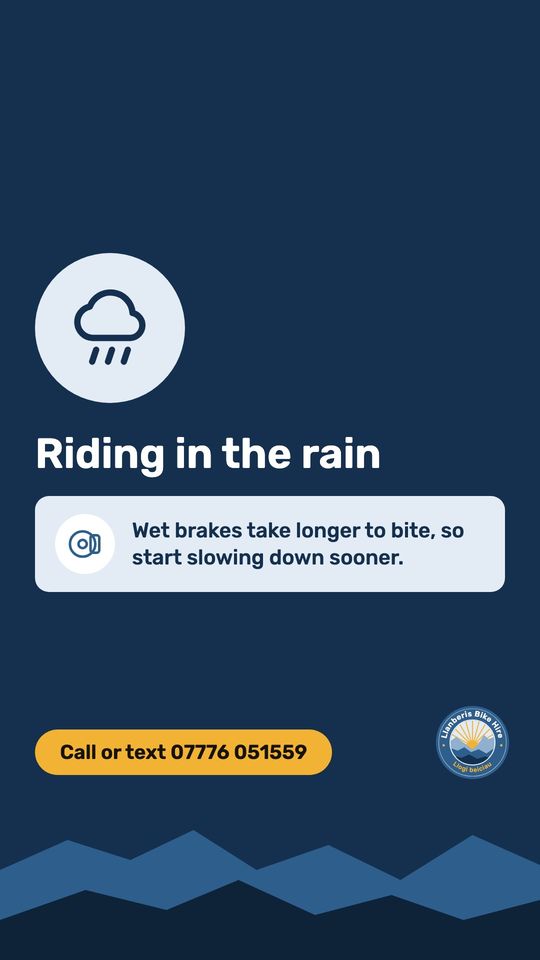 Riding in the rain
Wet brakes take longer to bite, so
start slowing down sooner.
Call or text 07776 051559
Llanberis Bike Hire
Llogi beiciau